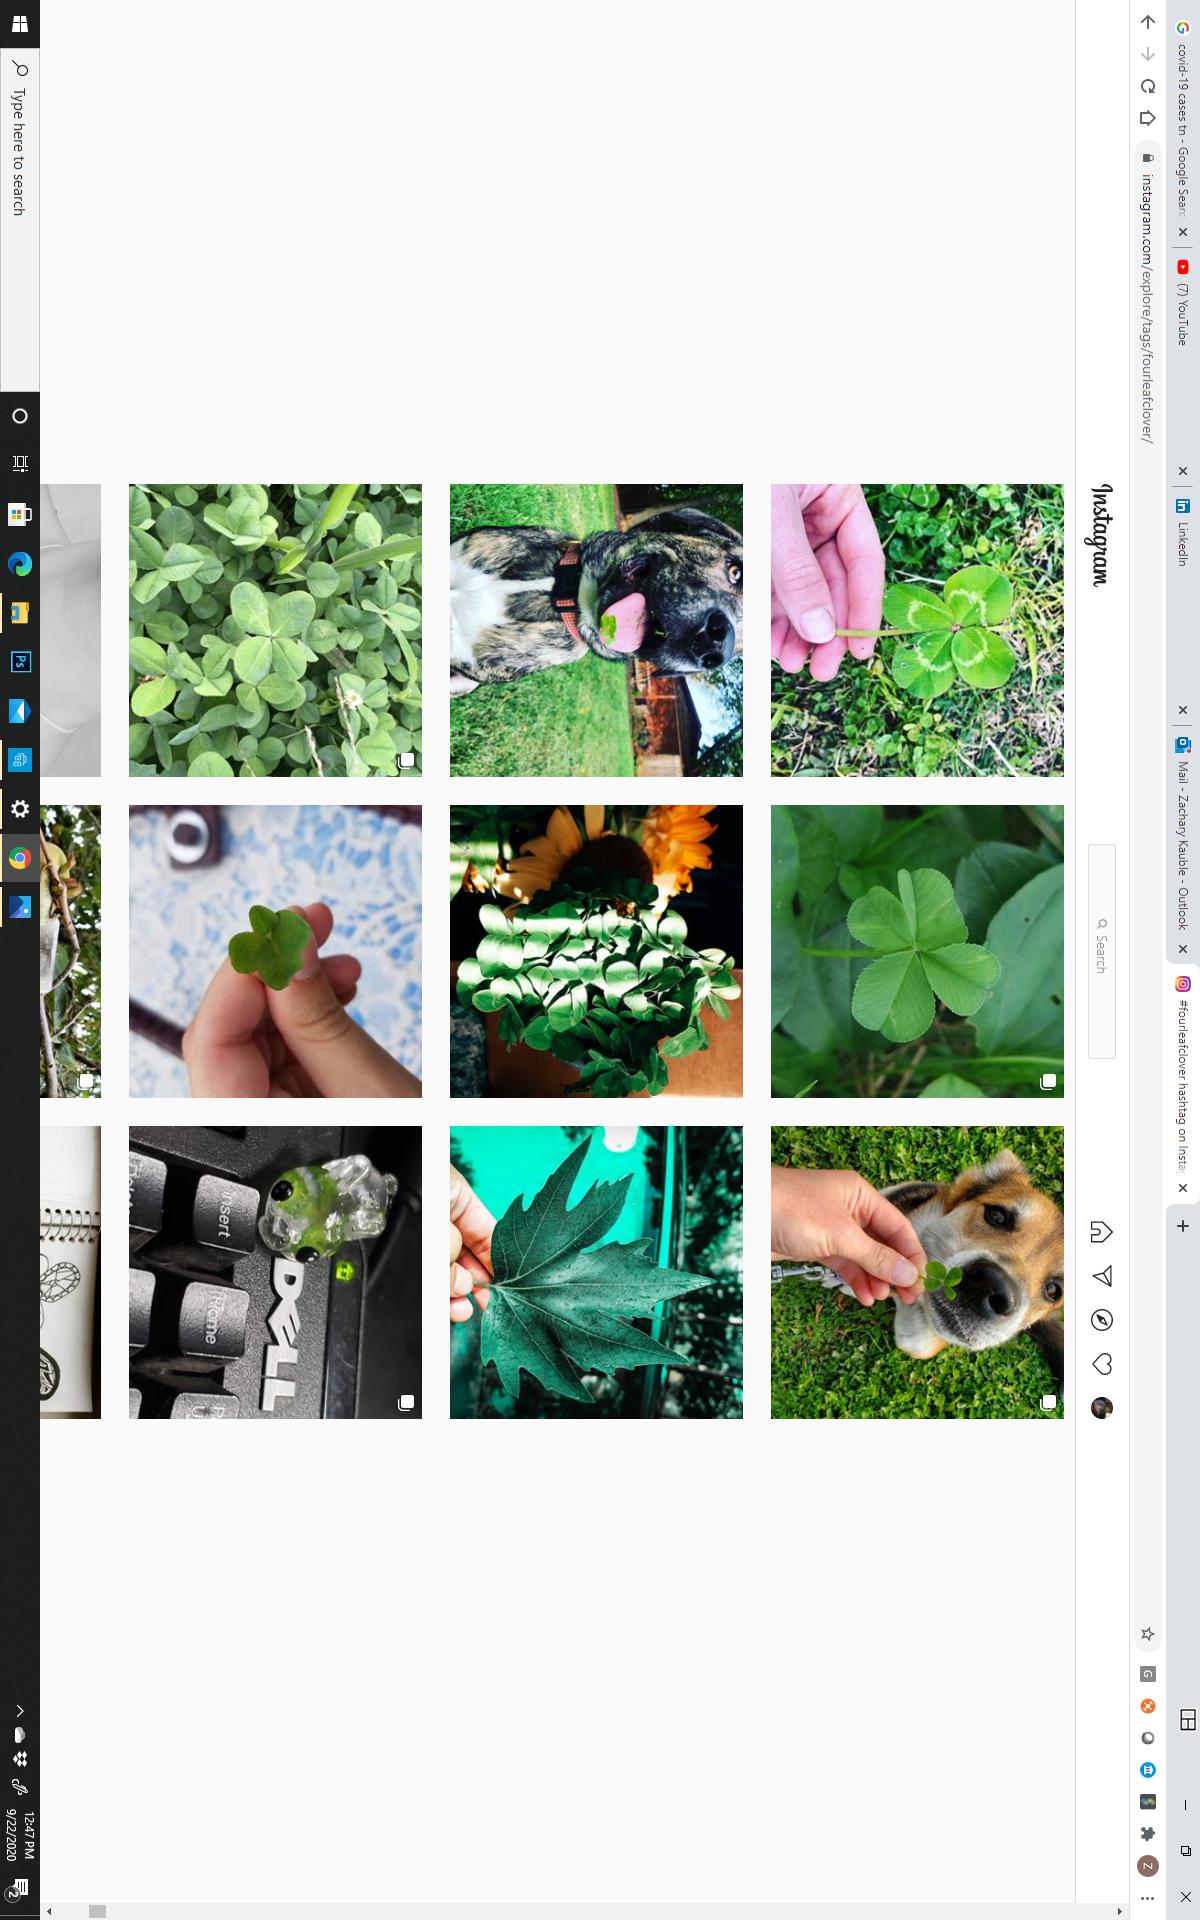 covid-19 cases tn - Google Searc
(7) YouTube
LinkedIn
Mail - Zachary Kauble - Outlook
#fourleafclover hashtag on Insta
instagram.com/explore/tags/fourleafclover/
G
Z
Instagram
Search
Insert
Home
DELL
Type here to search
Ps
12:47 PM
9/22/2020
2